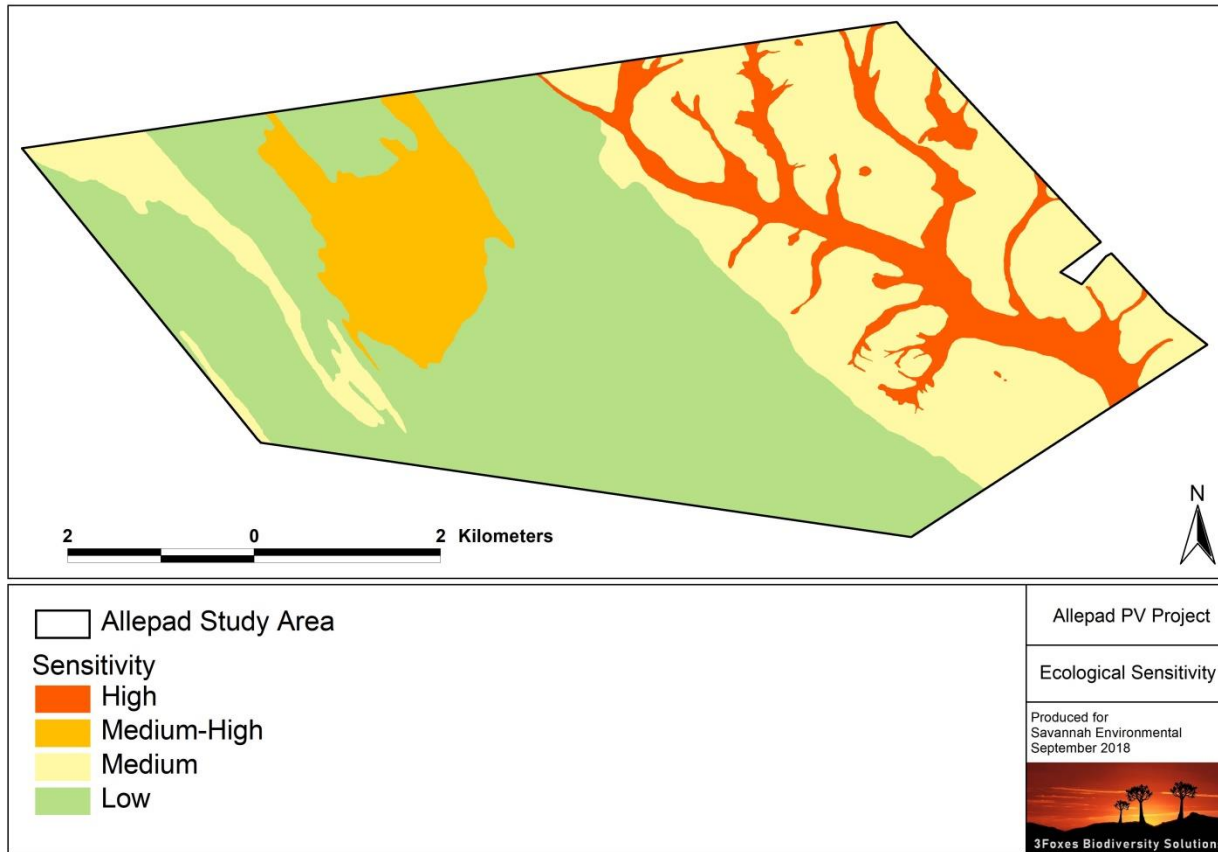 N
2 0 2 Kilometers
Allepad Study Area
Sensitivity
High
Medium-High
Medium
Low
Allepad PV Project
Ecological Sensitivity
Produced for
Savannah Environmental
September 2018
3Foxes Biodiversity Solution